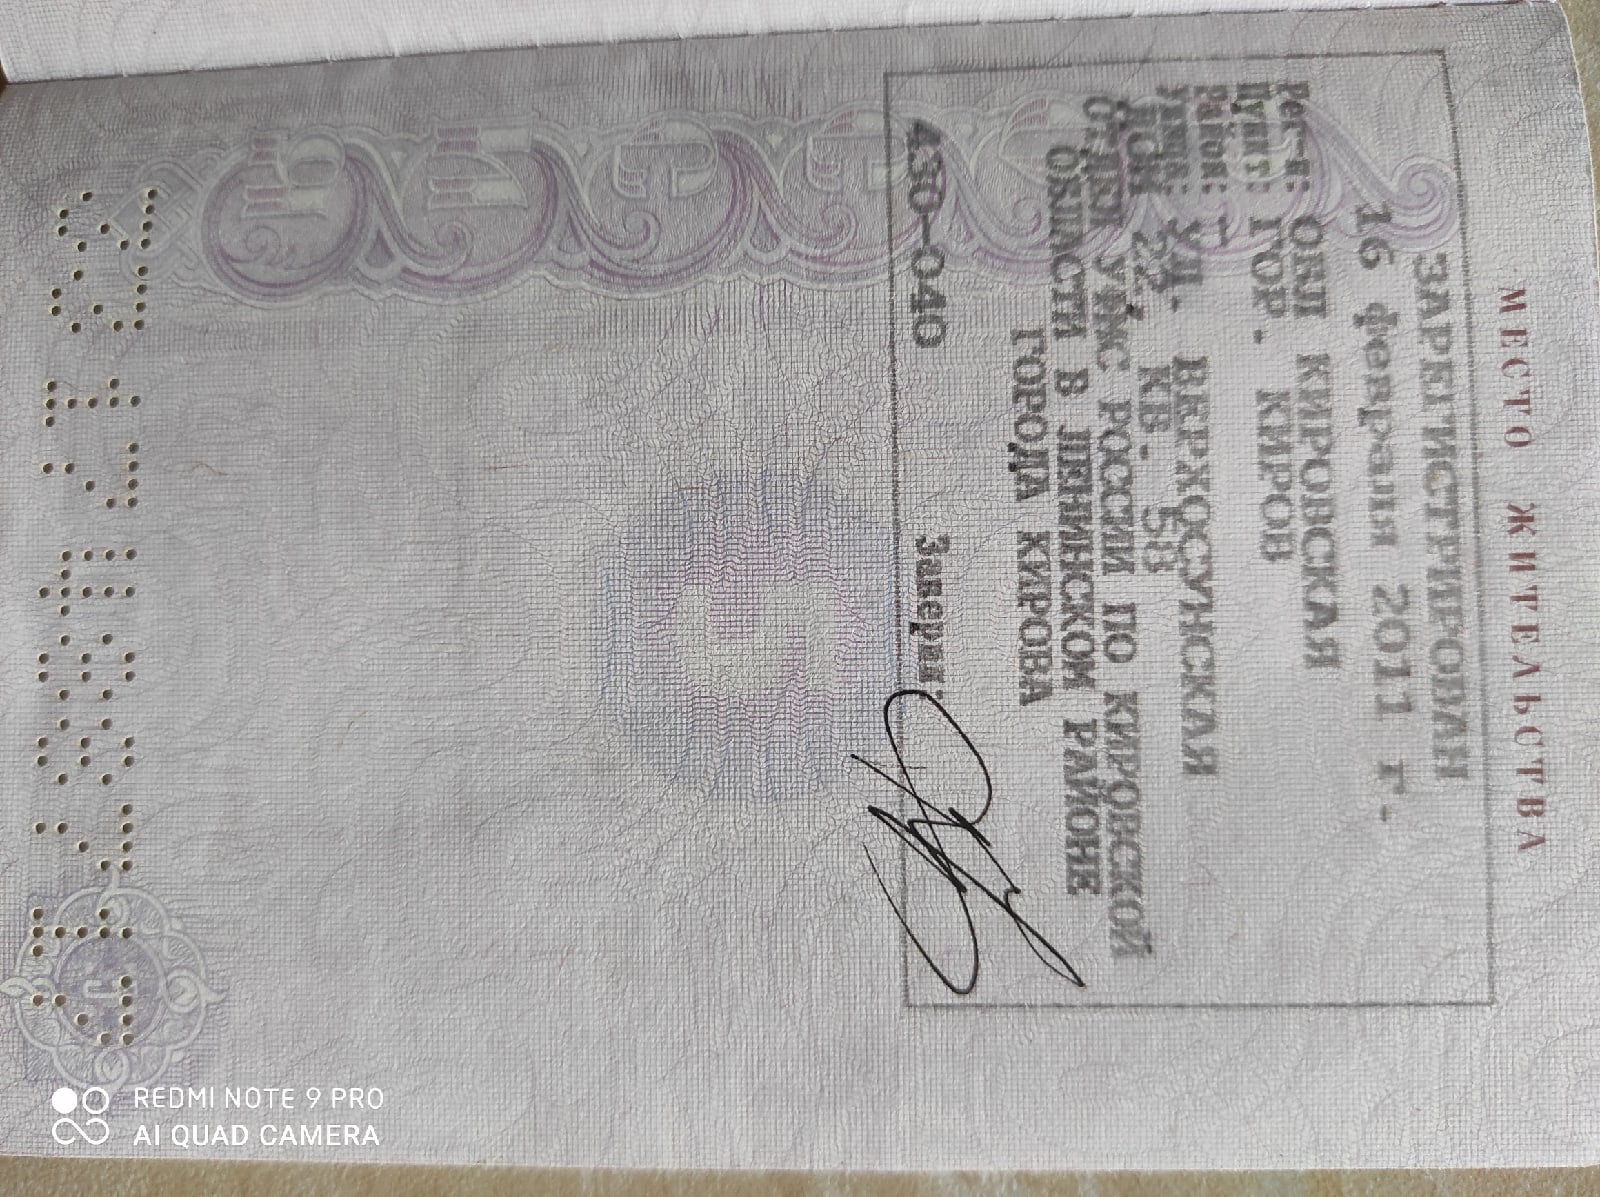 МЕСТО ЖИТЕЛЬСТВА
ЗАРЕГИСТРИРОВАН
16 февраля 2011 г.
Рег-н: ОБЛ КИРОВСКАЯ
Пункт: ГОР. КИРОВ
Район: -
Улица: УЛ. ВЕРХОСУНСКАЯ
КВ. 58
ОТДЕЛ УФМС РОССИИ ПО КИРОВСКОЙ
ОБЛАСТИ В ЛЕНИНСКОМ РАЙОНЕ
ГОРОДА КИРОВА
430-040 Заверил:
REDMI NOTE 9 PRO
AI QUAD CAMERA